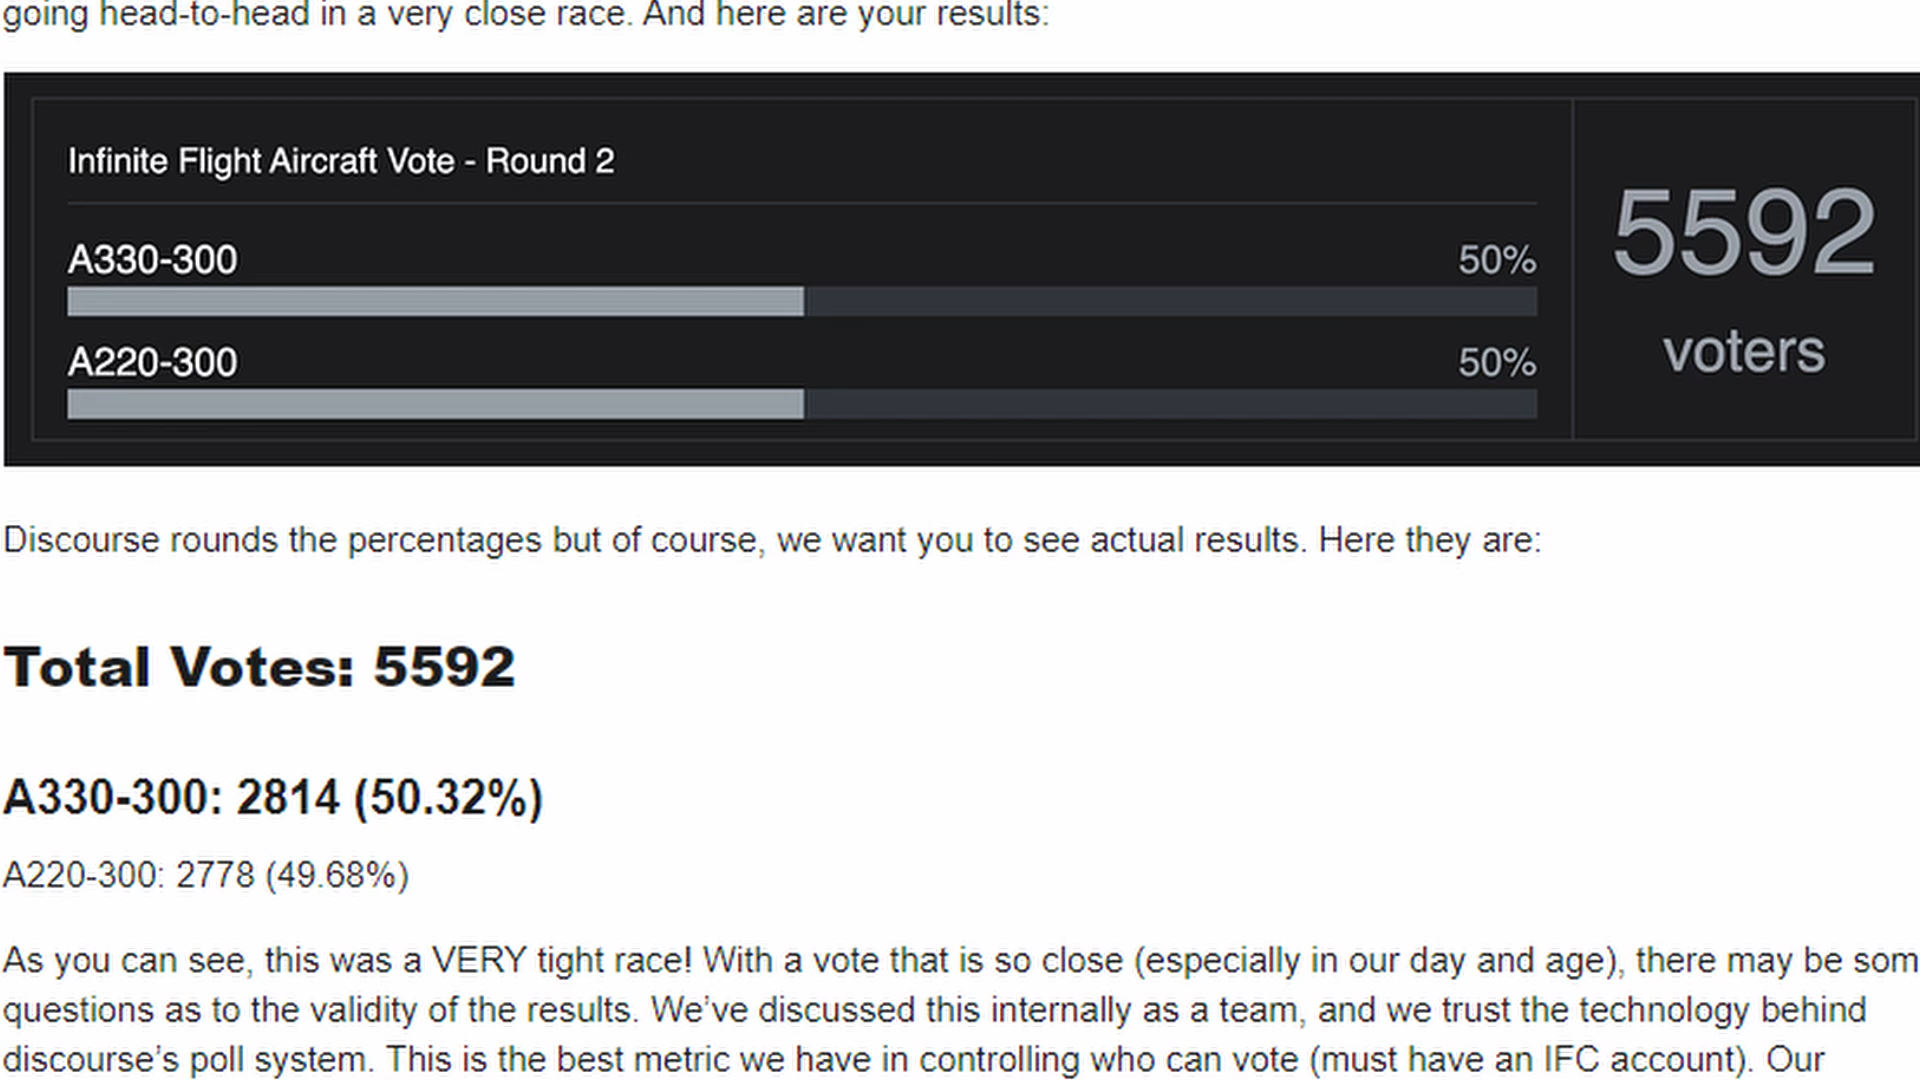 going head-to-head in a very close race. And here are your results:
Infinite Flight Aircraft Vote - Round 2
A330-300 50%
A220-300 50%
5592
voters
Discourse rounds the percentages but of course, we want you to see actual results. Here they are:
Total Votes: 5592
A330-300: 2814 (50.32%)
A220-300: 2778 (49.68%)
As you can see, this was a VERY tight race! With a vote that is so close (especially in our day and age), there may be som
questions as to the validity of the results. We’ve discussed this internally as a team, and we trust the technology behind
discourse’s poll system. This is the best metric we have in controlling who can vote (must have an IFC account). Our